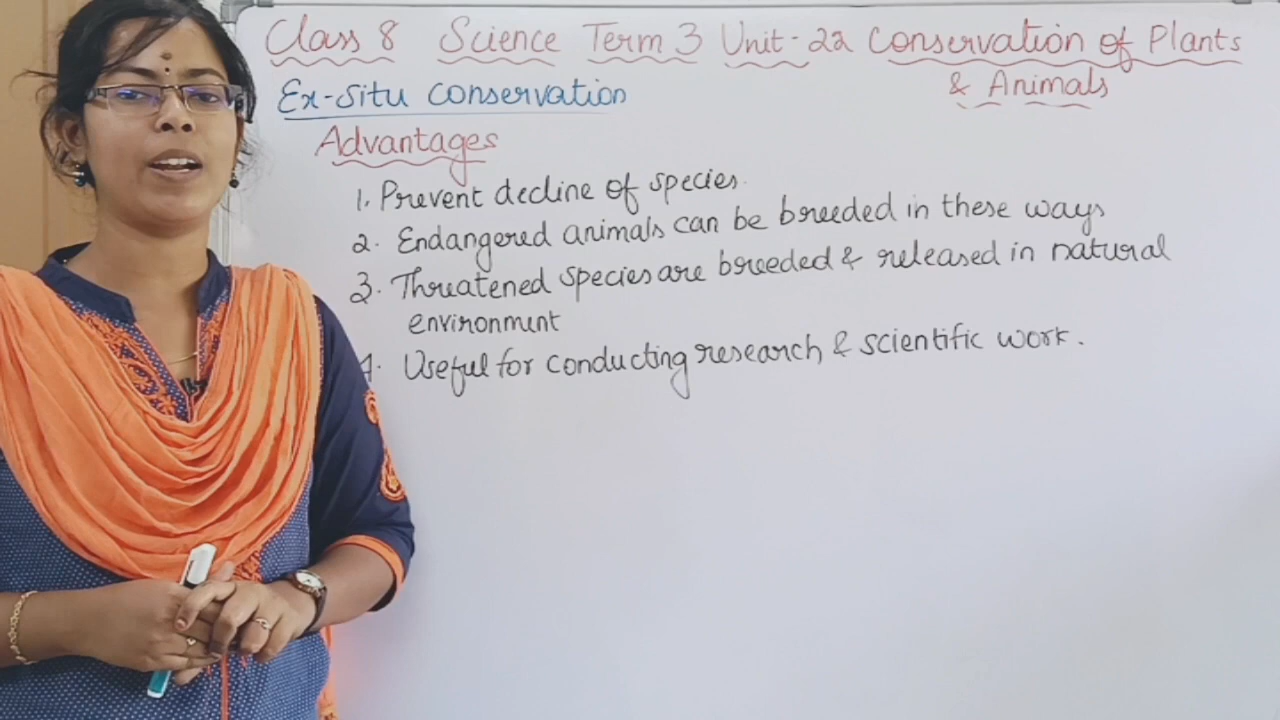 Class 8 Science Term 3 Unit-22 Conservation of Plants
& Animals
Ex-situ conservation
Advantages
1. Prevent decline of species.
2. Endangered animals can be breeded in these ways
3. Threatened species are breeded & released in natural
environment
4. Useful for conducting research & scientific work.